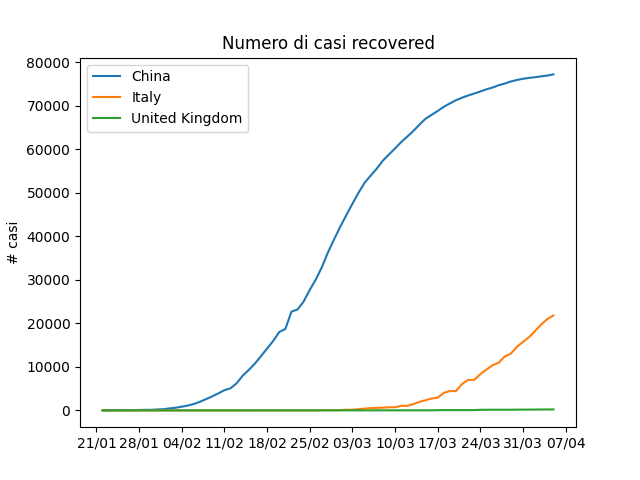 Numero di casi recovered
China
Italy
United Kingdom
# casi
80000
70000
60000
50000
40000
30000
20000
10000
0
21/01 28/01 04/02 11/02 18/02 25/02 03/03 10/03 17/03 24/03 31/03 07/04